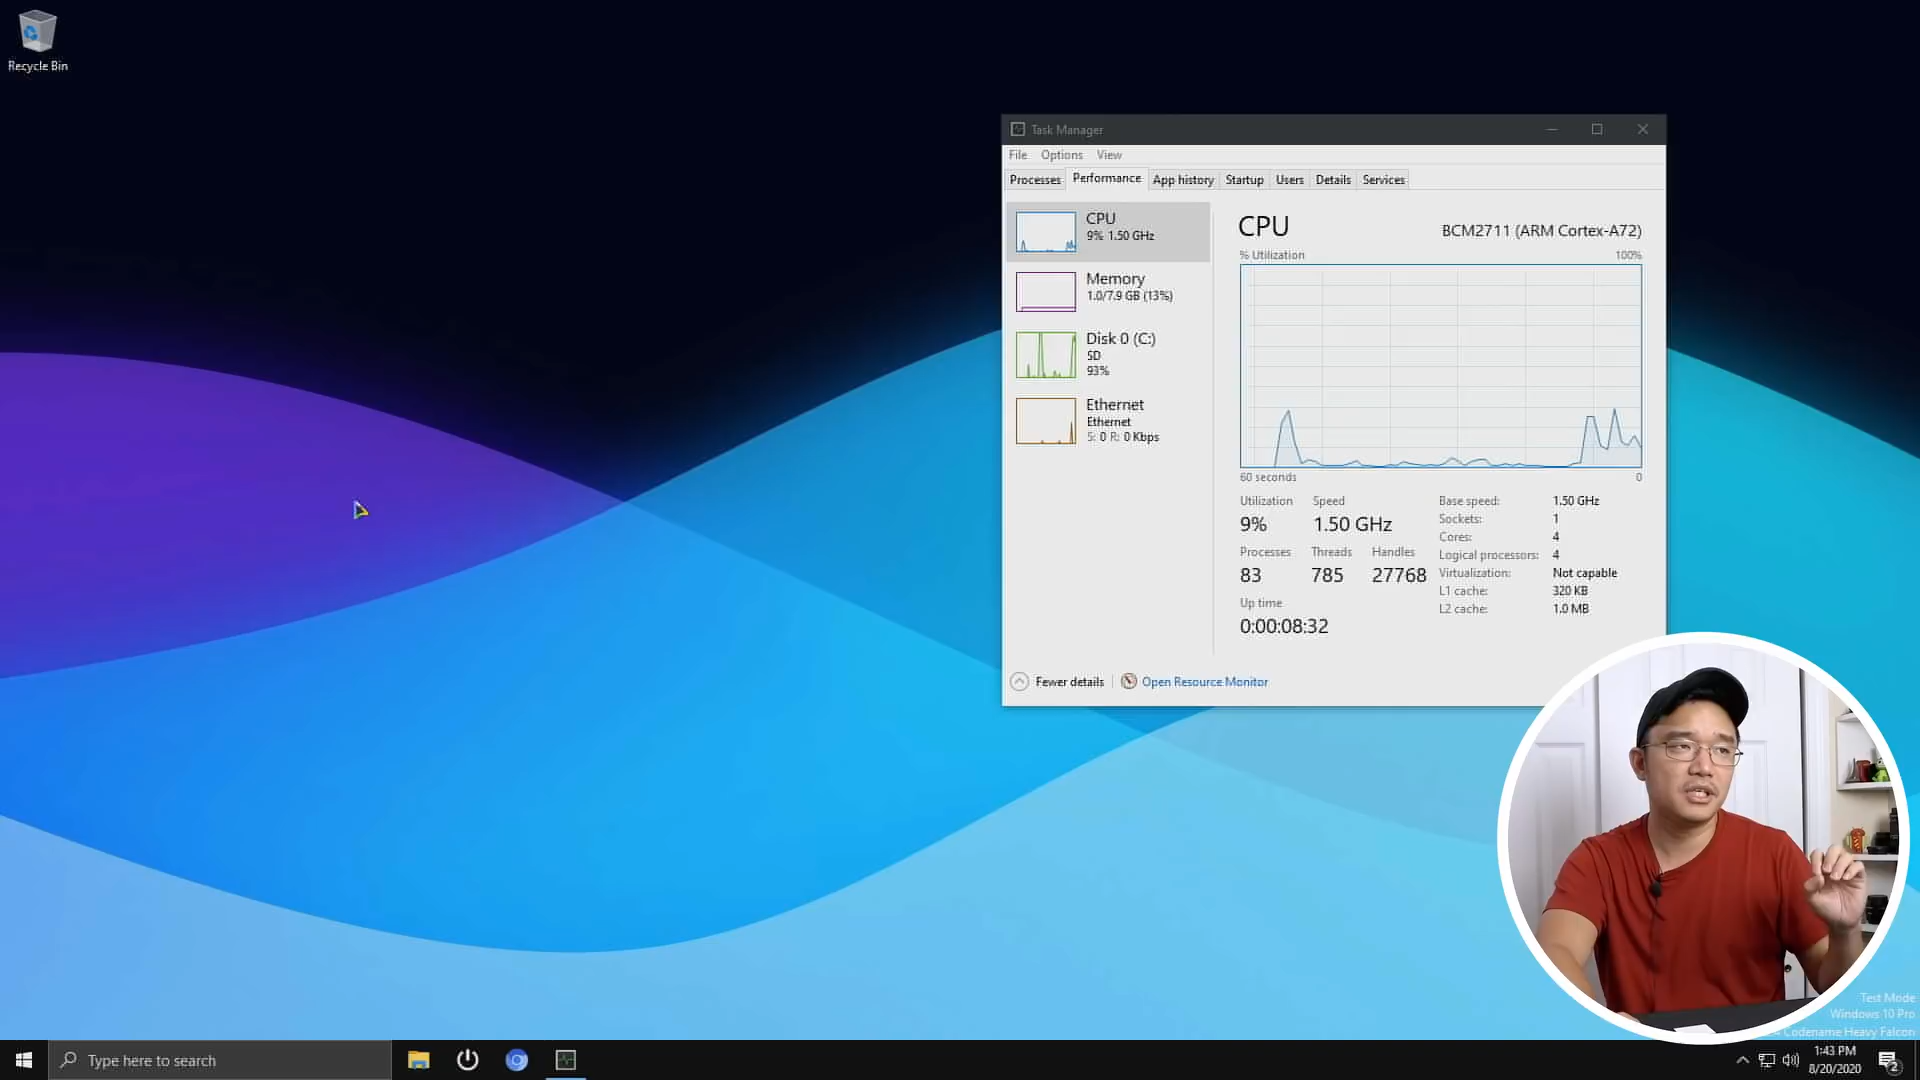 Recycle Bin
Task Manager
File Options View
Processes Performance App history Startup Users Details Services
CPU
9% 1.50 GHz
Memory
1.0/7.9 GB (13%)
Disk 0 (C:)
SD
93%
Ethernet
Ethernet
S: 0 R: 0 Kbps
CPU BCM2711 (ARM Cortex-A72)
% Utilization 100%
60 seconds 0
Utilization Speed
9% 1.50 GHz
Processes Threads Handles
83 785 27768
Up time
0:00:08:32
Base speed: 1.50 GHz
Sockets: 1
Cores: 4
Logical processors: 4
Virtualization: Not capable
L1 cache: 320 KB
L2 cache: 1.0 MB
Fewer details Open Resource Monitor
Test Mode
Windows 10 Pro
Codename Heavy Falcon
Type here to search
1:43 PM
8/20/2020
2